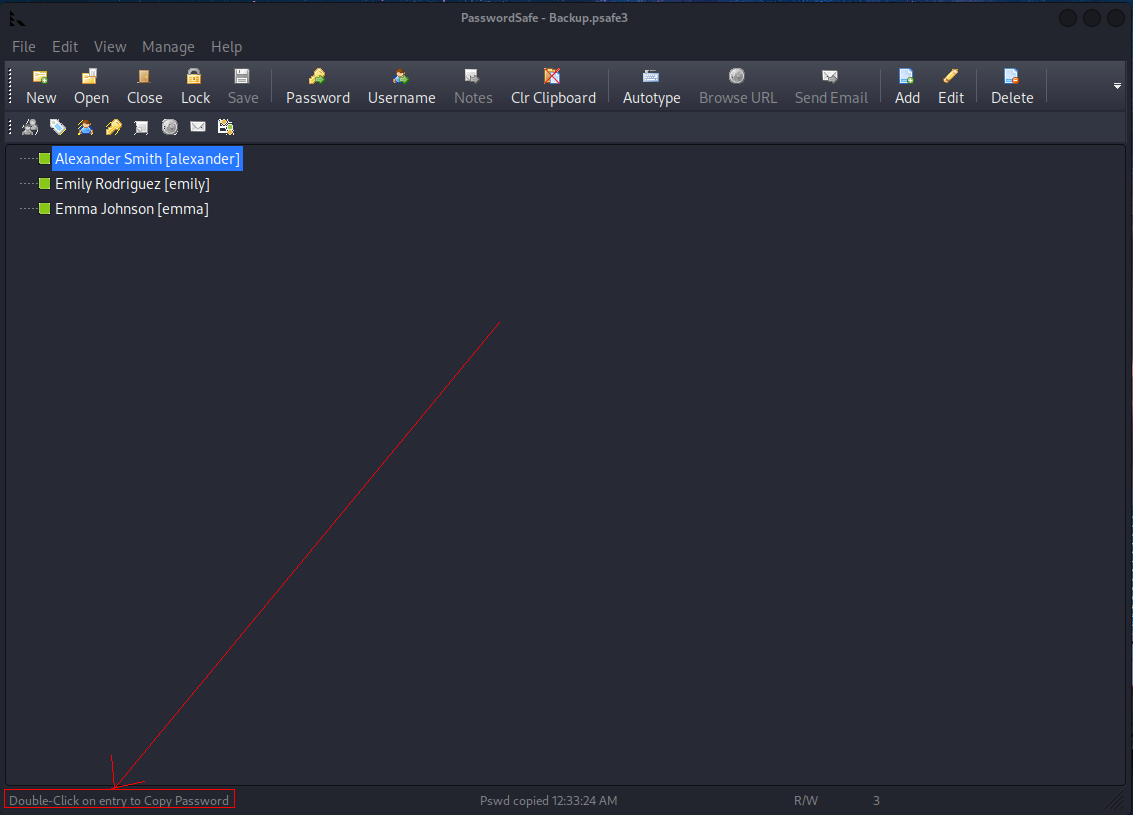 PasswordSafe - Backup.psafe3
File Edit View Manage Help
New Open Close Lock Save Password Username Notes Clr Clipboard Autotype Browse URL Send Email Add Edit Delete
Alexander Smith [alexander]
Emily Rodriguez [emily]
Emma Johnson [emma]
Double-Click on entry to Copy Password Pswd copied 12:33:24 AM R/W 3